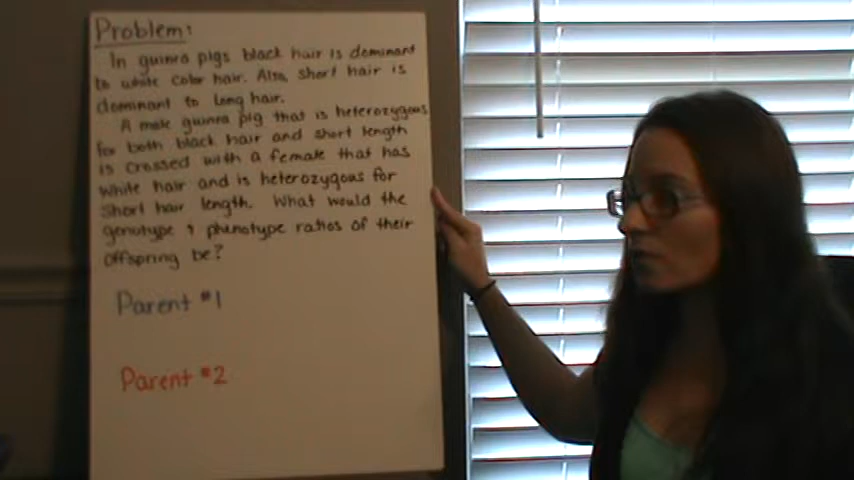 Problem:
In guinea pigs black hair is dominant
to white color hair. Also, short hair is
dominant to long hair.
A male guinea pig that is heterozygous
for both black hair and short length
is crossed with a female that has
white hair and is heterozygous for
short hair length. What would the
genotype & phenotype ratios of their
offspring be?
Parent #1
Parent #2